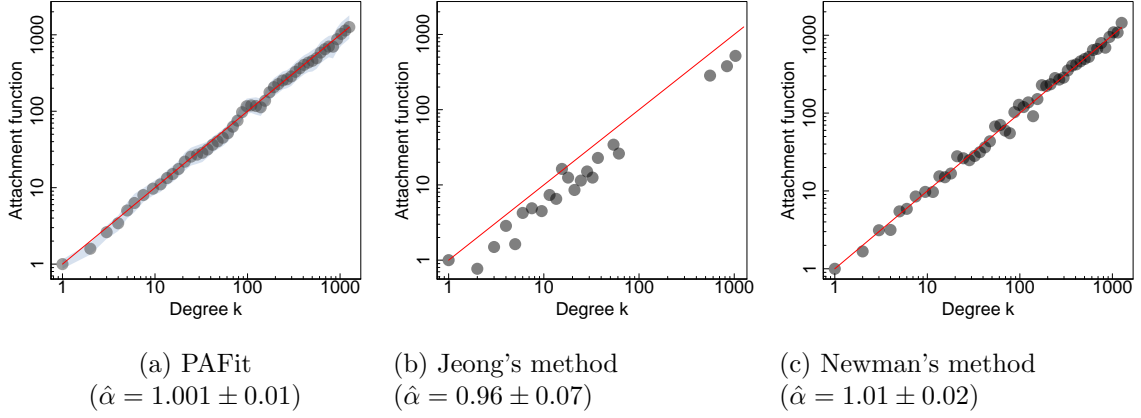 1000
100
10
1
Attachment function
1 10 100 1000
Degree k
1000
100
10
1
Attachment function
1 10 100 1000
Degree k
1000
100
10
1
Attachment function
1 10 100 1000
Degree k
(a) PAFit
(α̂ = 1.001 ± 0.01)
(b) Jeong's method
(α̂ = 0.96 ± 0.07)
(c) Newman's method
(α̂ = 1.01 ± 0.02)